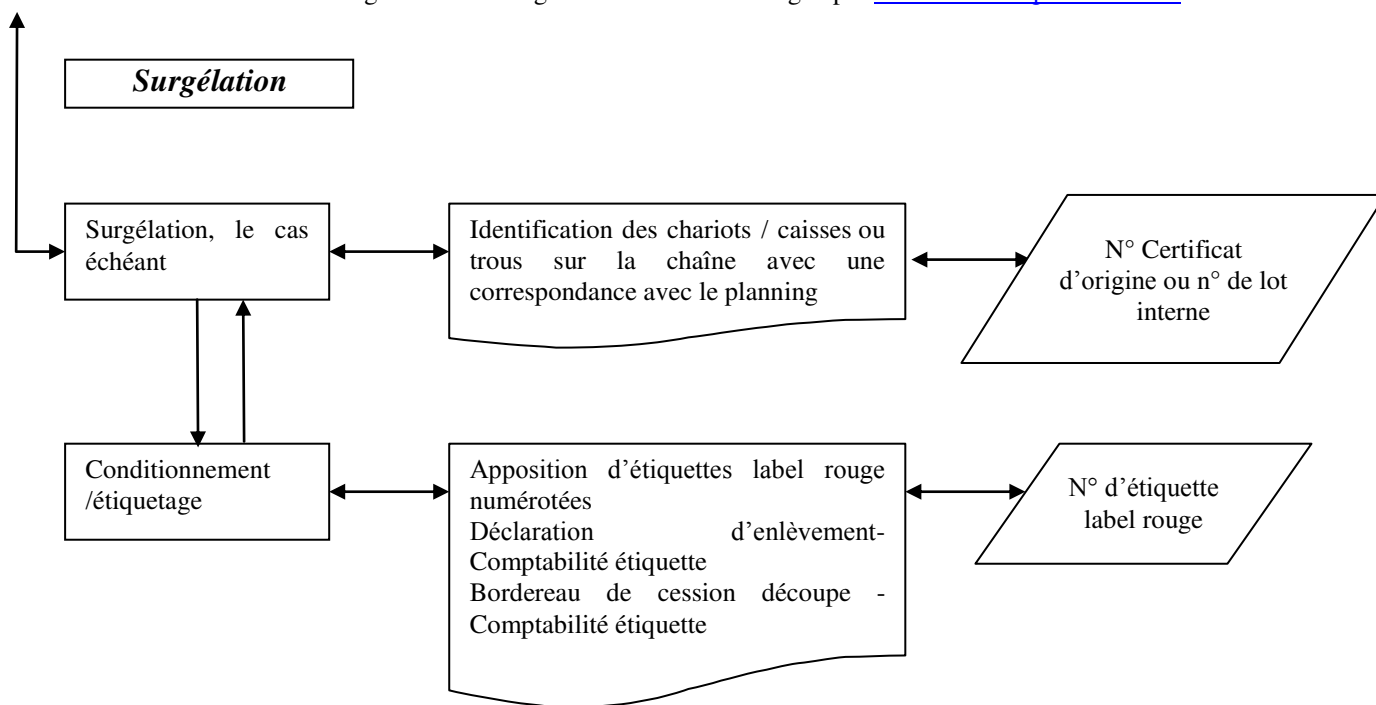 Surgélation
Surgélation, le cas
échéant
Identification des chariots / caisses ou
trous sur la chaîne avec une
correspondance avec le planning
N° Certificat
d'origine ou n° de lot
interne
Conditionnement
/étiquetage
Apposition d'étiquettes label rouge
numérotées
Déclaration d'enlèvement-
Comptabilité étiquette
Bordereau de cession découpe -
Comptabilité étiquette
N° d'étiquette
label rouge